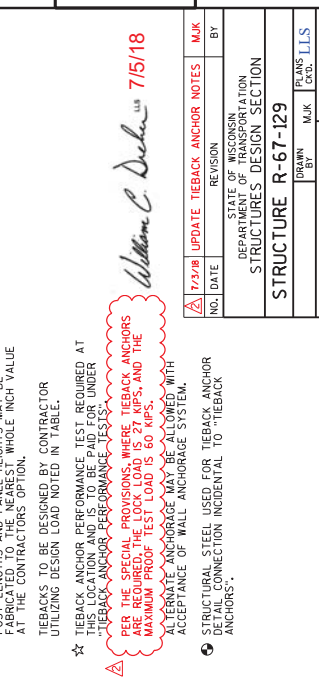 FABRICATED TO THE NEAREST WHOLE INCH VALUE
AT THE CONTRACTORS OPTION.
TIEBACKS TO BE DESIGNED BY CONTRACTOR
UTILIZING DESIGN LOAD NOTED IN TABLE.
☆ TIEBACK ANCHOR PERFORMANCE TEST REQUIRED AT
THIS LOCATION AND IS TO BE PAID FOR UNDER
"TIEBACK ANCHOR PERFORMANCE TESTS".
2 PER THE SPECIAL PROVISIONS, WHERE TIEBACK ANCHORS
ARE REQUIRED, THE LOCK LOAD IS 27 KIPS, AND THE
MAXIMUM PROOF TEST LOAD IS 60 KIPS.
ALTERNATE ANCHORAGE MAY BE ALLOWED WITH
ACCEPTANCE OF WALL ANCHORAGE SYSTEM.
STRUCTURAL STEEL USED FOR TIEBACK ANCHOR
DETAIL CONNECTION INCIDENTAL TO "TIEBACK
ANCHORS".
William C. Dreher LLS 7/5/18
2 7/3/18 UPDATE TIEBACK ANCHOR NOTES MJK
NO. DATE REVISION BY
STATE OF WISCONSIN
DEPARTMENT OF TRANSPORTATION
STRUCTURES DESIGN SECTION
STRUCTURE R-67-129
DRAWN BY MJK PLANS CK'D. LLS